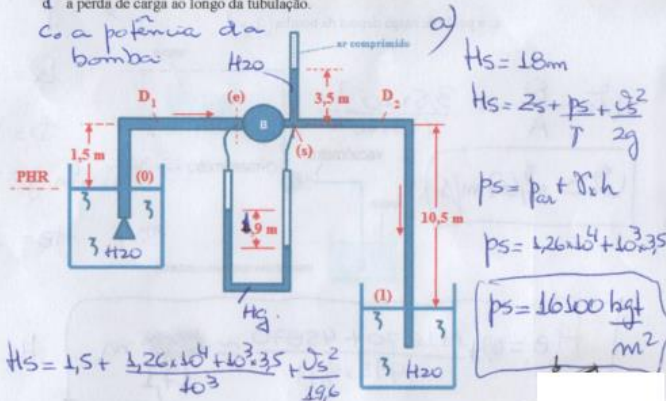 d a perda de carga ao longo da tubulação.
c. a potência da
bomba
a)
ar comprimido
H2O
3,5 m
D1
(e)
B
(s)
D2
1,5 m
PHR
(0)
H2O
,9 m
Hg
10,5 m
(1)
H2O
Hs = 18m
Hs = Zs + ps/γ + vs²/2g
ps = par + γ x h
ps = 1,26x10⁴ + 10³x3,5
ps = 16100 kgf/m²
Hs = 1,5 + 1,26x10⁴ + 10³x3,5/10³ + vs²/19,6